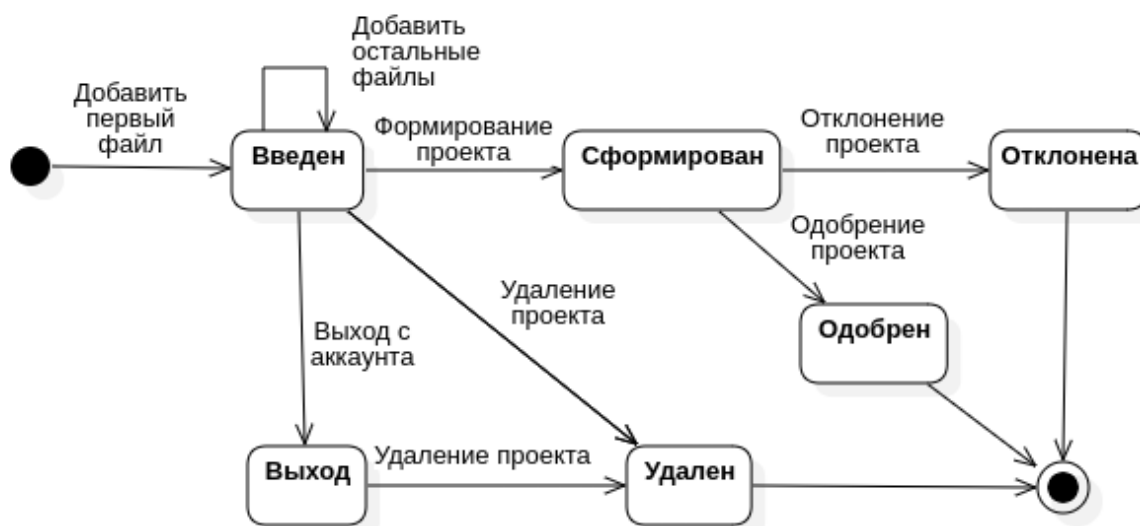 Добавить
остальные
файлы
Добавить
первый
файл
Введен
Формирование
проекта
Сформирован
Отклонение
проекта
Отклонена
Одобрение
проекта
Удаление
проекта
Выход с
аккаунта
Одобрен
Выход
Удаление проекта
Удален